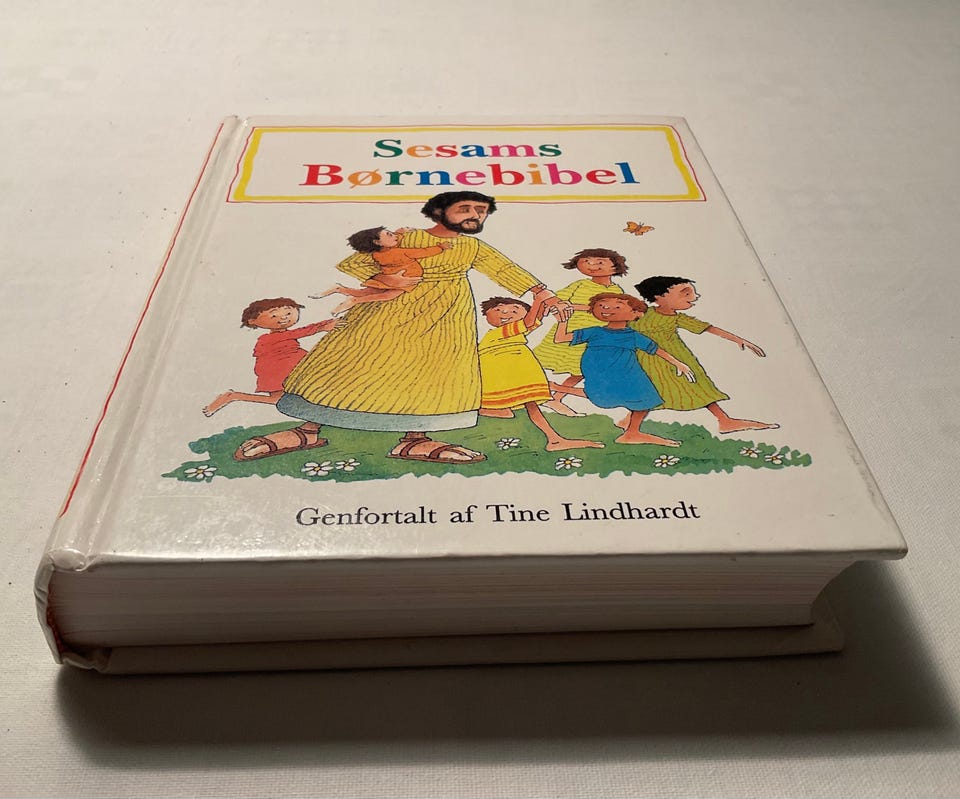 Sesams
Børnebibel
Genfortalt af Tine Lindhardt